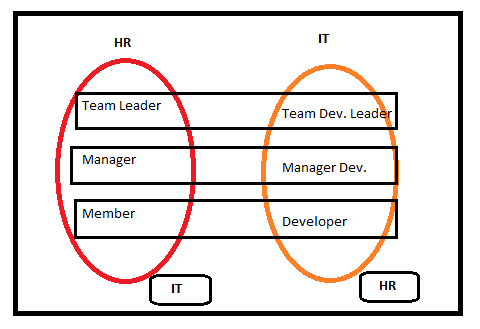 HR
IT
Team Leader
Team Dev. Leader
Manager
Manager Dev.
Member
Developer
IT
HR